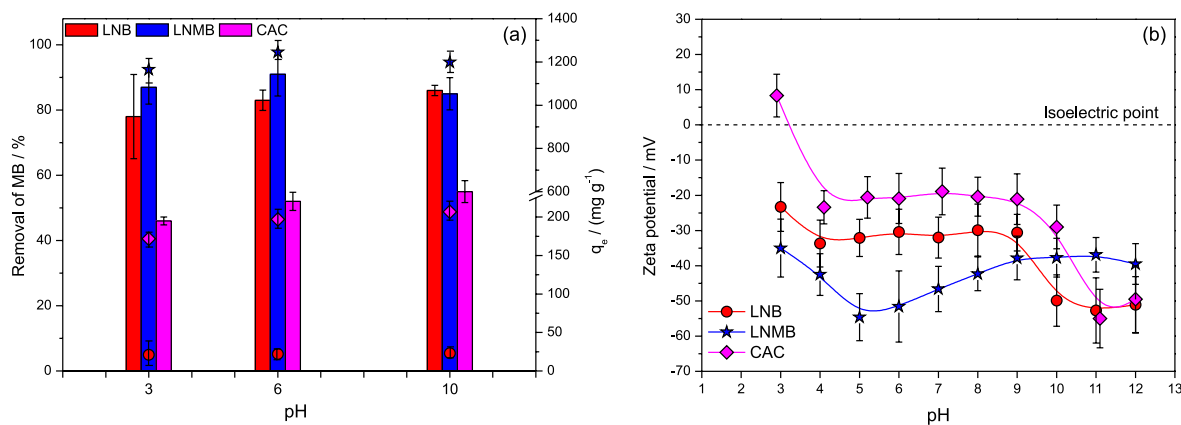 LNB LNMB CAC (a)
Removal of MB / %
100
80
60
40
20
0
3 6 10
pH
1400
1200
1000
800
600
200
150
100
50
0
qe / (mg g-1)
(b)
Isoelectric point
Zeta potential / mV
30
20
10
0
-10
-20
-30
-40
-50
-60
-70
LNB
LNMB
CAC
1 2 3 4 5 6 7 8 9 10 11 12 13
pH